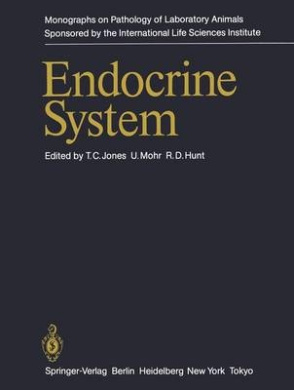 Monographs on Pathology of Laboratory Animals
Sponsored by the International Life Sciences Institute
Endocrine
System
Edited by T.C. Jones U. Mohr R.D. Hunt
Springer-Verlag Berlin Heidelberg New York Tokyo